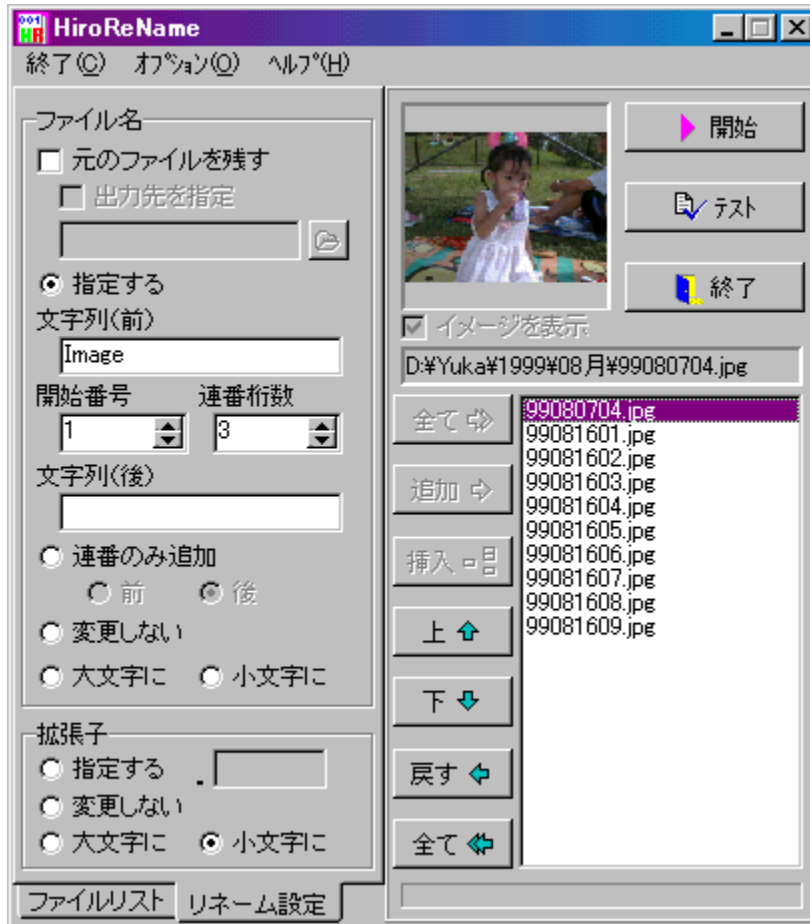 HiroReName
終了(C) オプション(O) ヘルプ(H)
ファイル名
元のファイルを残す
出力先を指定
指定する
文字列(前)
Image
開始番号 連番桁数
1 3
文字列(後)
連番のみ追加
前 後
変更しない
大文字に 小文字に
拡張子
指定する .
変更しない
大文字に 小文字に
ファイルリスト リネーム設定
開始
テスト
終了
イメージを表示
D:¥Yuka¥1999¥08月¥99080704.jpg
全て
追加
挿入
上
下
戻す
全て
99080704.jpg
99081601.jpg
99081602.jpg
99081603.jpg
99081604.jpg
99081605.jpg
99081606.jpg
99081607.jpg
99081608.jpg
99081609.jpg